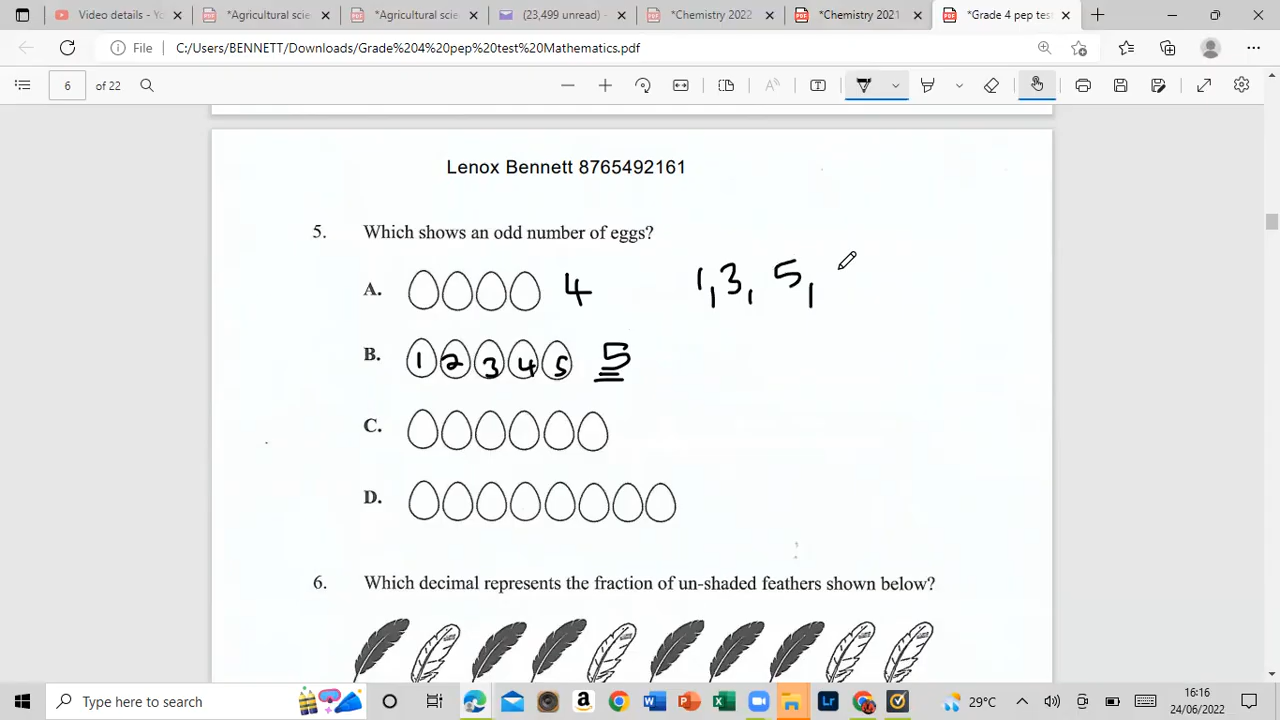 Video details - Yo
*Agricultural scie
*Agricultural scie
(23,499 unread) -
*Chemistry 2022
*Chemistry 2021
*Grade 4 pep test
File
C:/Users/BENNETT/Downloads/Grade%204%20pep%20test%20Mathematics.pdf
6 of 22
Lenox Bennett 8765492161
5. Which shows an odd number of eggs?
A. 4
1, 3, 5,
B. 1 2 3 4 5 5
C.
D.
6. Which decimal represents the fraction of un-shaded feathers shown below?
Type here to search
29°C
16:16
24/06/2022